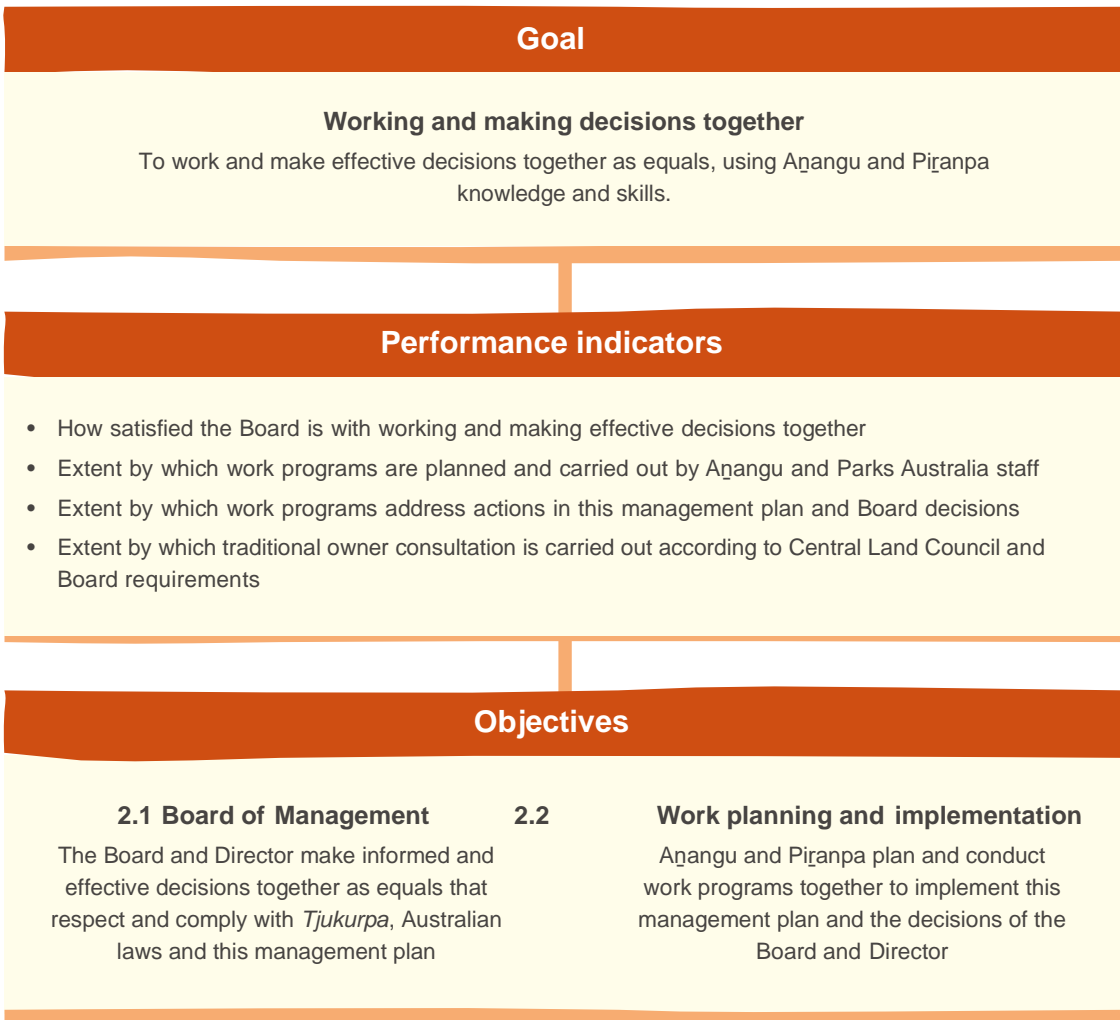 Goal
Working and making decisions together
To work and make effective decisions together as equals, using Aṉangu and Piṟanpa
knowledge and skills.
Performance indicators
• How satisfied the Board is with working and making effective decisions together
• Extent by which work programs are planned and carried out by Aṉangu and Parks Australia staff
• Extent by which work programs address actions in this management plan and Board decisions
• Extent by which traditional owner consultation is carried out according to Central Land Council and
Board requirements
Objectives
2.1 Board of Management
The Board and Director make informed and
effective decisions together as equals that
respect and comply with Tjukurpa, Australian
laws and this management plan
2.2 Work planning and implementation
Aṉangu and Piṟanpa plan and conduct
work programs together to implement this
management plan and the decisions of the
Board and Director